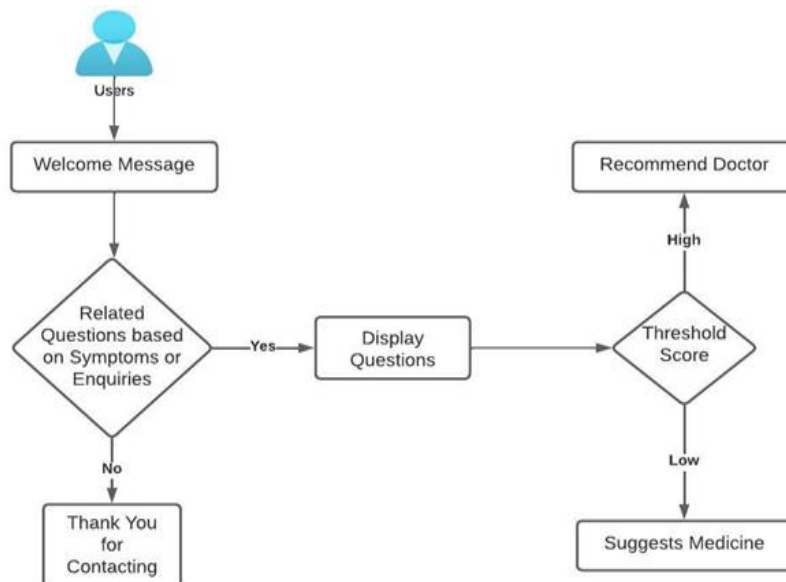 Users
Welcome Message
Recommend Doctor
High
Related
Questions based
on Symptoms or
Enquiries
Yes
Display
Questions
Threshold
Score
No
Low
Thank You
for
Contacting
Suggests Medicine